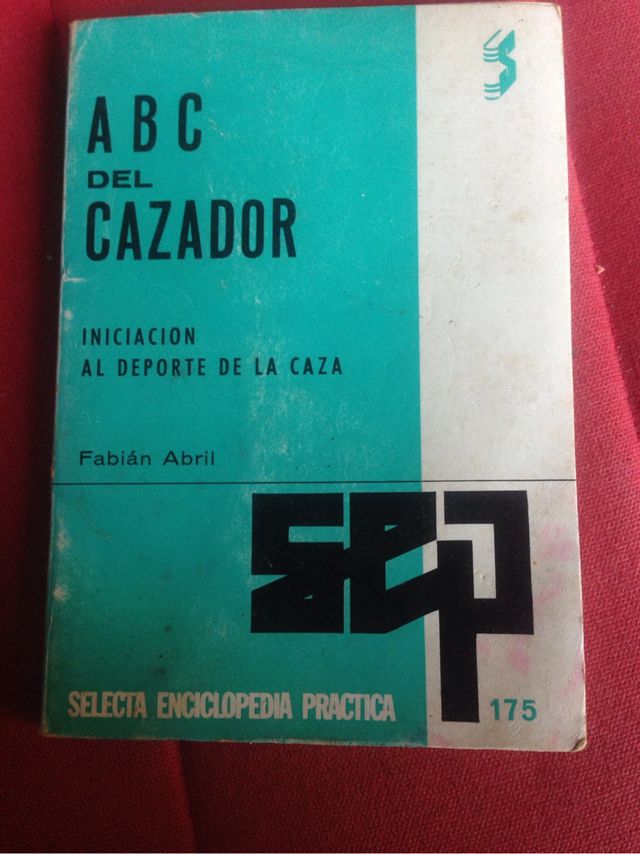 S
ABC
DEL
CAZADOR
INICIACION
AL DEPORTE DE LA CAZA
Fabián Abril
sep
SELECTA ENCICLOPEDIA PRACTICA
175